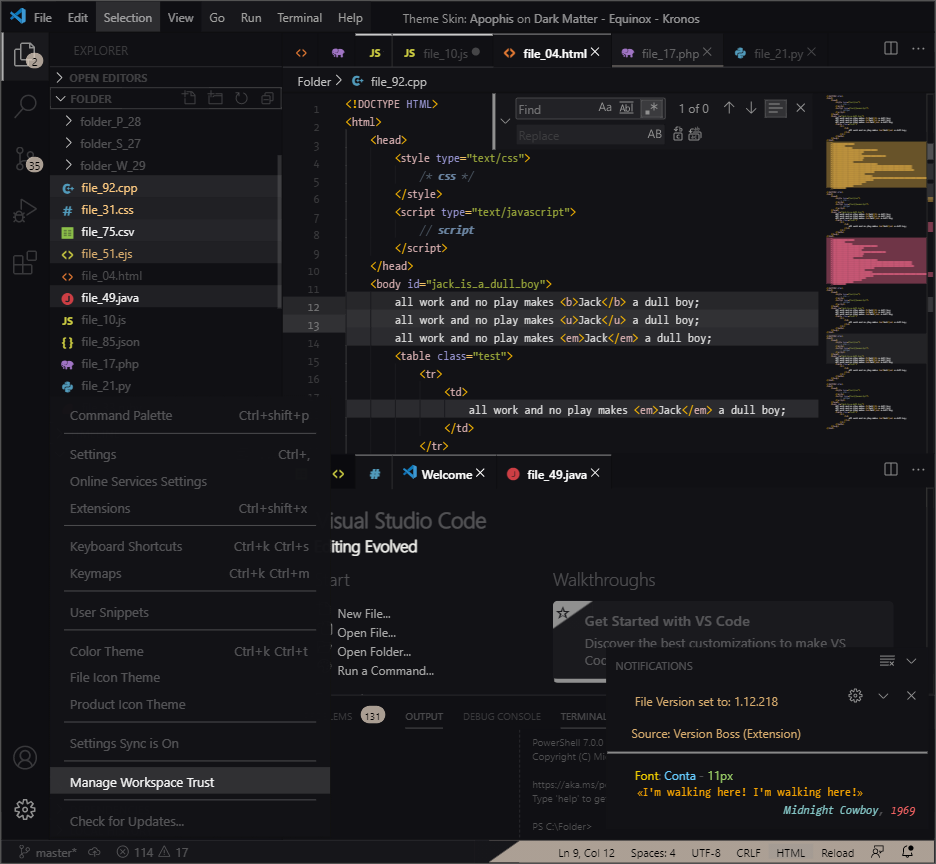 File Edit Selection View Go Run Terminal Help Theme Skin: Apophis on Dark Matter - Equinox - Kronos
2
EXPLORER
JS JS file_10.js file_04.html file_17.php file_21.py
OPEN EDITORS
Folder file_92.cpp
FOLDER
folder_P_28
folder_S_27
folder_W_29
35
file_92.cpp
file_31.css
file_75.csv
file_51.ejs
file_04.html
file_49.java
JS file_10.js
file_85.json
file_17.php
file_21.py
Find Aa Abl .* 1 of 0
Replace AB
1 <!DOCTYPE HTML>
2 <html>
3 <head>
4 <style type="text/css">
5 /* css */
6 </style>
7 <script type="text/javascript">
8 // script
9 </script>
10 </head>
11 <body id="jack_is_a_dull_boy">
12 all work and no play makes <b>Jack</b> a dull boy;
13 all work and no play makes <u>Jack</u> a dull boy;
14 all work and no play makes <em>Jack</em> a dull boy;
15 <table class="test">
16 <tr>
17 <td>
all work and no play makes <em>Jack</em> a dull boy;
</td>
</tr>
Command Palette Ctrl+shift+p
Settings Ctrl+,
Online Services Settings
Extensions Ctrl+shift+x
Keyboard Shortcuts Ctrl+k Ctrl+s
Keymaps Ctrl+k Ctrl+m
User Snippets
Color Theme Ctrl+k Ctrl+t
File Icon Theme
Product Icon Theme
Settings Sync is On
Manage Workspace Trust
Check for Updates...
<> # Welcome file_49.java
isual Studio Code
iting Evolved
art
New File...
Open File...
Open Folder...
Run a Command...
Walkthroughs
Get Started with VS Code
Discover the best customizations to make VS
Cod
LEMS 131 OUTPUT DEBUG CONSOLE TERMINAL
PowerShell 7.0.0
Copyright (C) Mi
https://aka.ms/p
Type 'help' to ge
PS C:\Folder>
NOTIFICATIONS
File Version set to: 1.12.218
Source: Version Boss (Extension)
Font: Conta - 11px
«I'm walking here! I'm walking here!»
Midnight Cowboy, 1969
master* 114 17 Ln 9, Col 12 Spaces: 4 UTF-8 CRLF HTML Reload